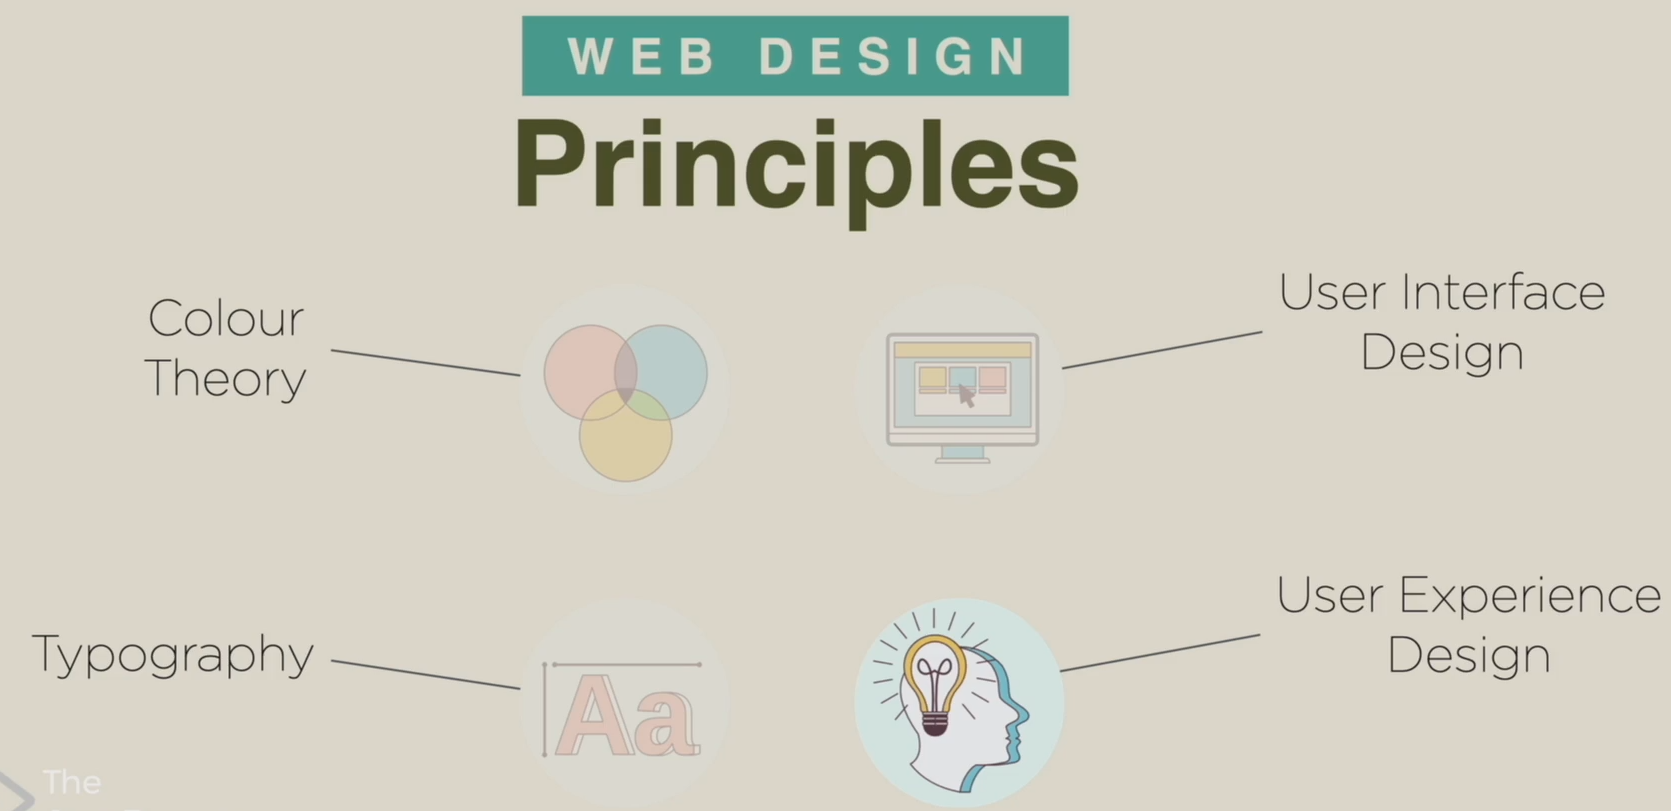 WEB DESIGN
Principles
Colour
Theory
User Interface
Design
Typography
Aa
User Experience
Design
The